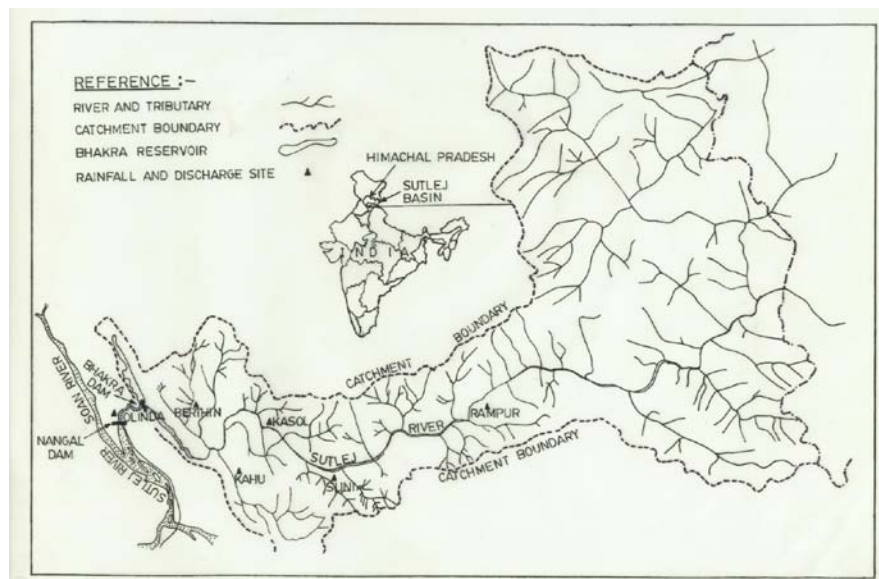 REFERENCE :-
RIVER AND TRIBUTARY
CATCHMENT BOUNDARY
BHAKRA RESERVOIR
RAINFALL AND DISCHARGE SITE
HIMACHAL PRADESH
SUTLEJ
BASIN
INDIA
CATCHMENT BOUNDARY
BHAKRA
DAM
SOAN RIVER
OLINDA
BERTHIN
KASOL
RAMPUR
NANGAL
DAM
SUTLEJ RIVER
SUTLEJ RIVER
KAHU
SUNI
CATCHMENT BOUNDARY